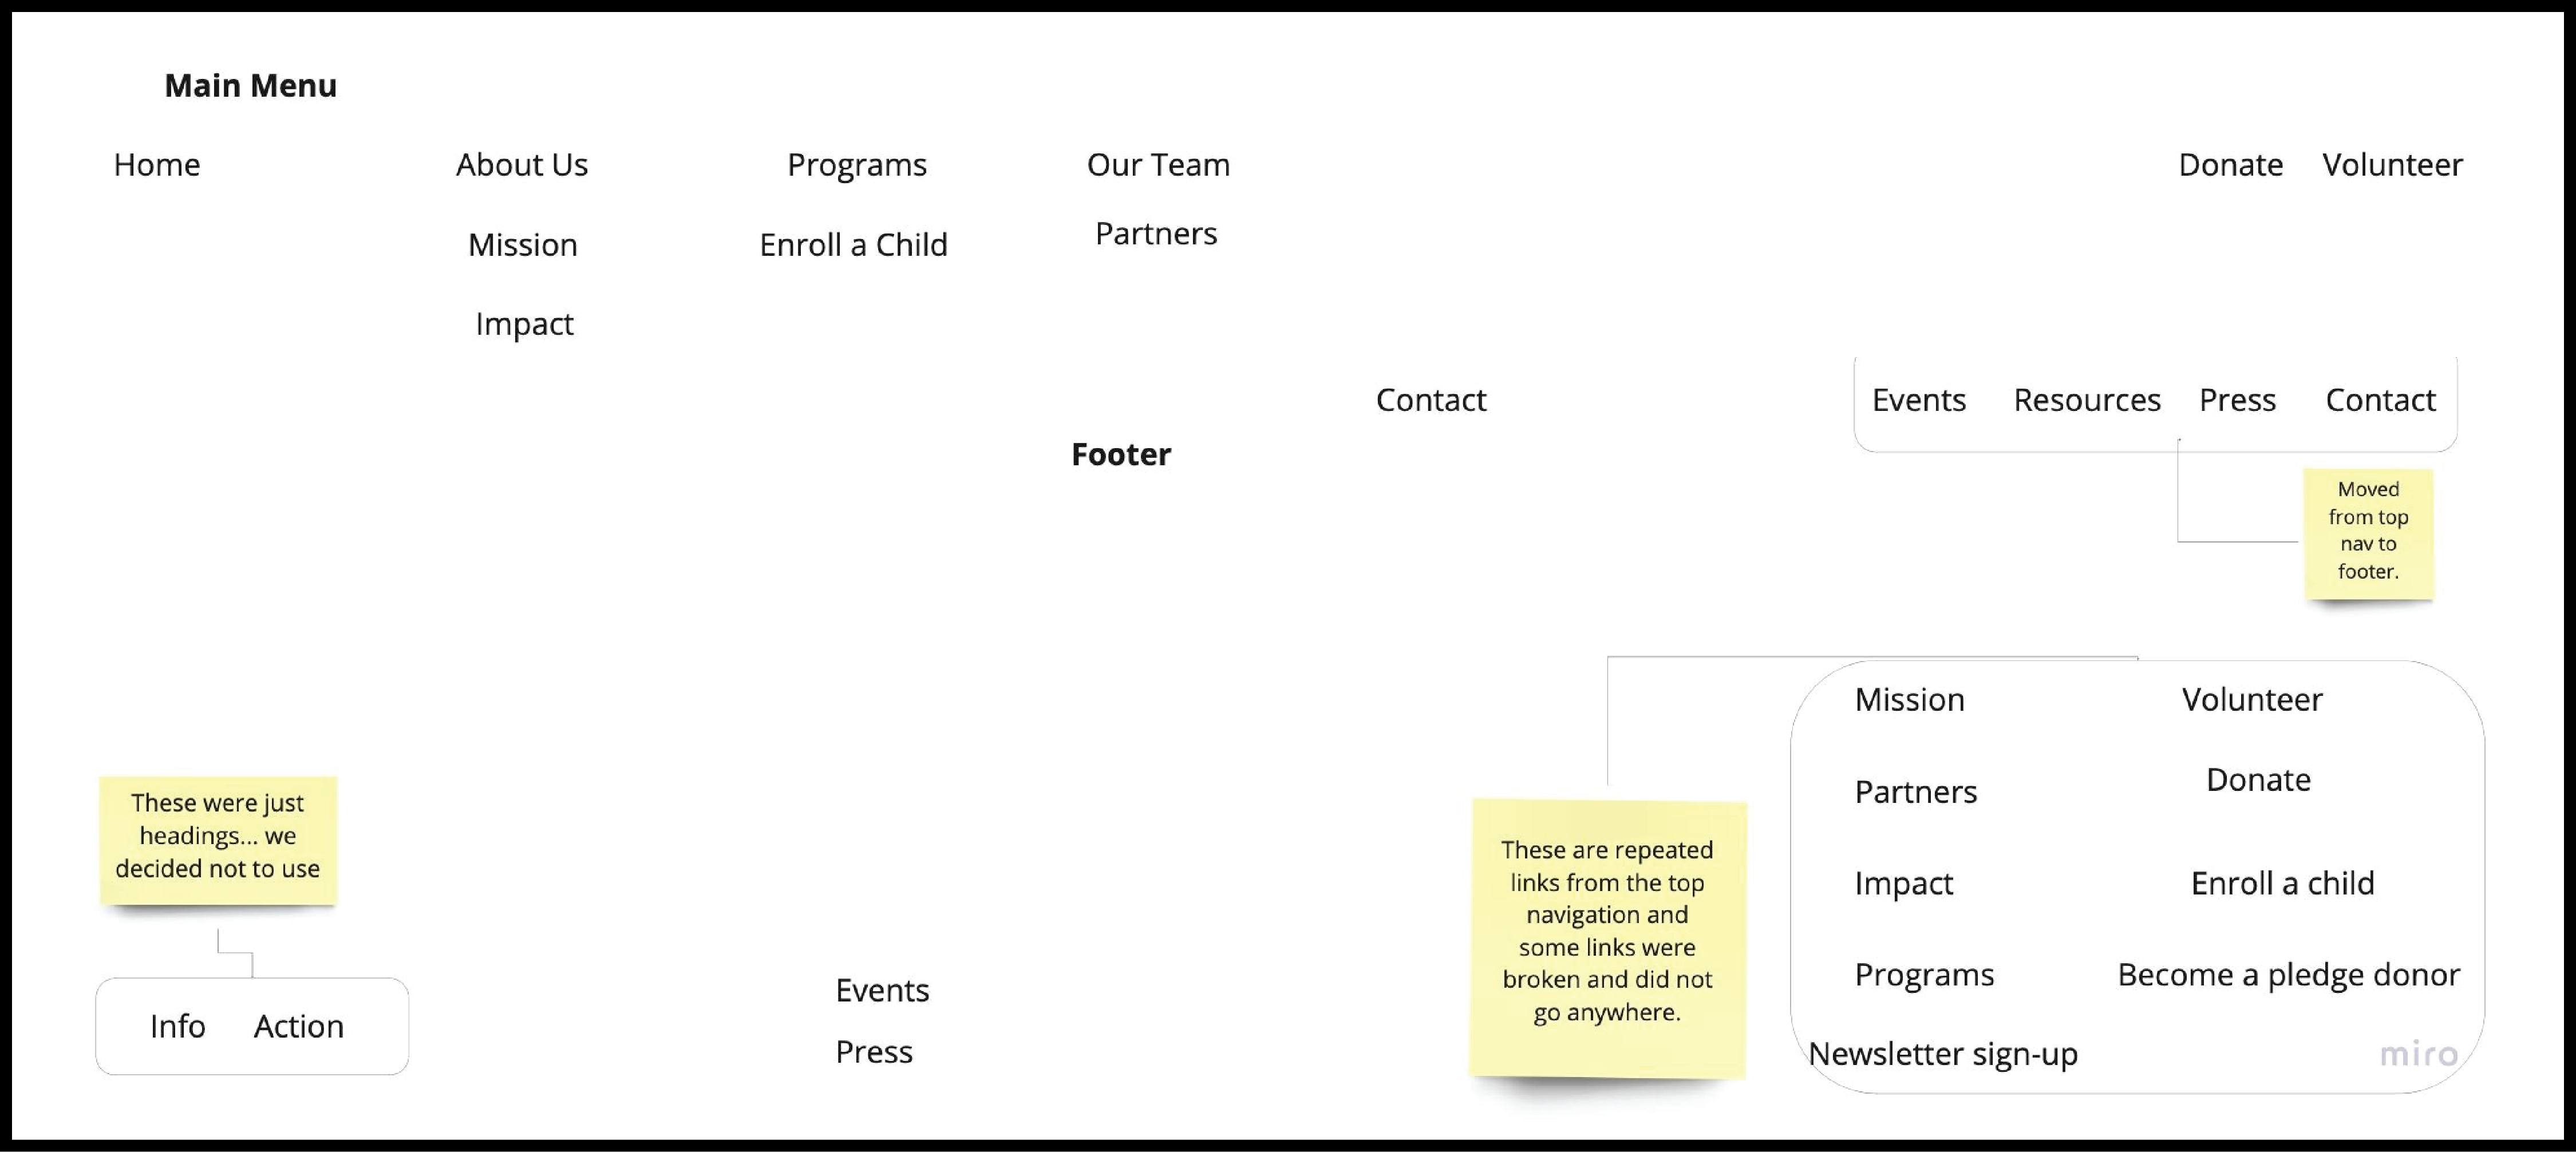 Main Menu
Home About Us Programs Our Team Donate Volunteer
Mission Enroll a Child Partners
Impact
Contact Events Resources Press Contact
Footer
Moved
from top
nav to
footer.
Mission Volunteer
Partners Donate
Impact Enroll a child
Programs Become a pledge donor
Newsletter sign-up
These are repeated
links from the top
navigation and
some links were
broken and did not
go anywhere.
These were just
headings... we
decided not to use
Info Action
Events
Press
miro